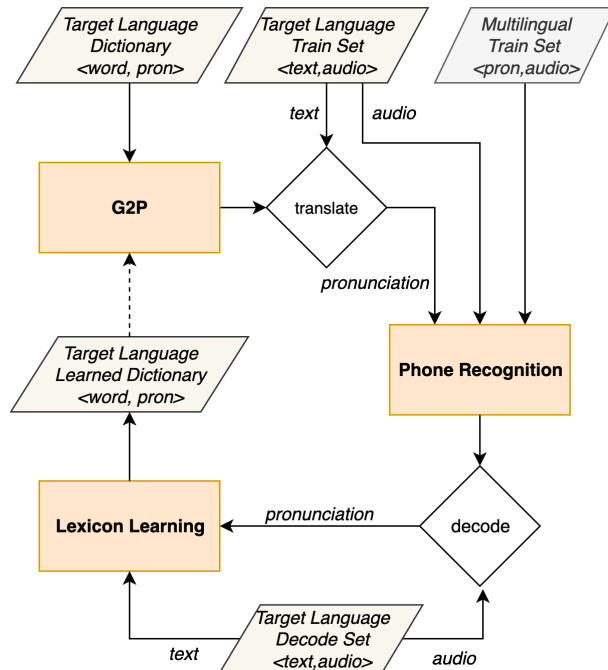 Target Language
Dictionary
<word, pron>
Target Language
Train Set
<text,audio>
Multilingual
Train Set
<pron,audio>
text
audio
G2P
translate
pronunciation
Target Language
Learned Dictionary
<word, pron>
Phone Recognition
Lexicon Learning
pronunciation
decode
Target Language
Decode Set
<text,audio>
text
audio